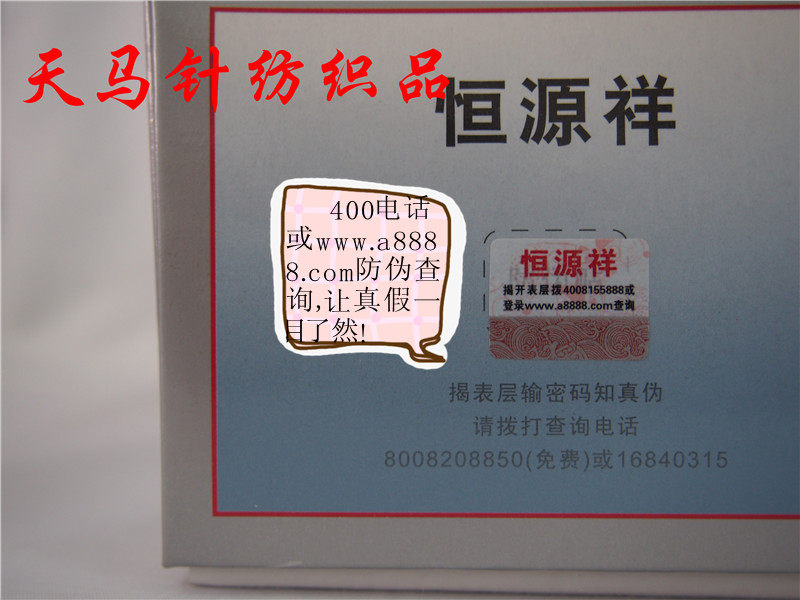 天马针纺织品
恒源祥
400电话
或www.a888
8.com防伪查
询,让真假一
目了然!
恒源祥
揭开表层拨4008155888或
登录www.a8888.com查询
揭表层输密码知真伪
请拨打查询电话
8008208850(免费)或16840315